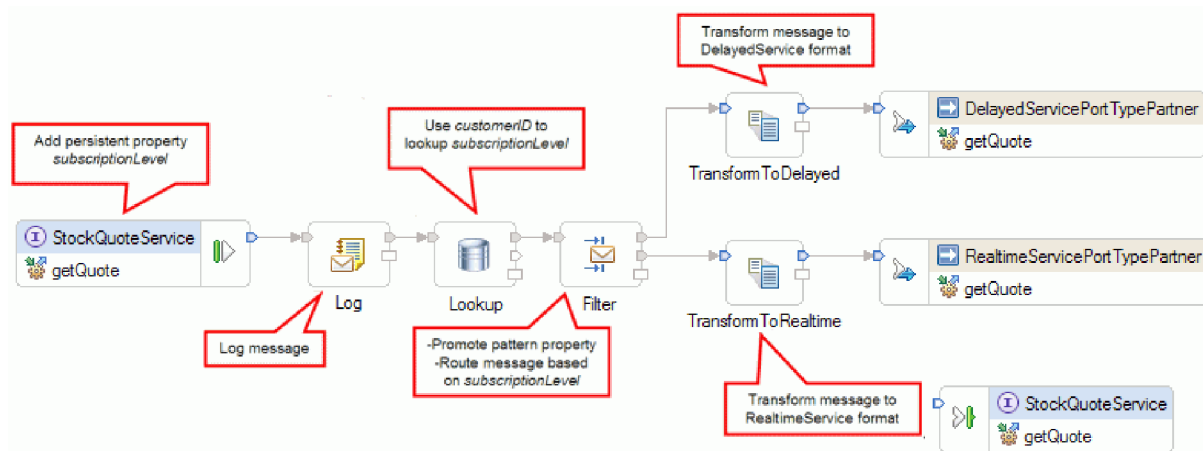 Transform message to
DelayedService format
Add persistent property
subscriptionLevel
Use customerID to
lookup subscriptionLevel
DelayedServicePortTypePartner
getQuote
TransformToDelayed
StockQuoteService
getQuote
Log
Lookup
Filter
RealtimeServicePortTypePartner
getQuote
TransformToRealtime
Log message
-Promote pattern property
-Route message based
on subscriptionLevel
Transform message to
RealtimeService format
StockQuoteService
getQuote